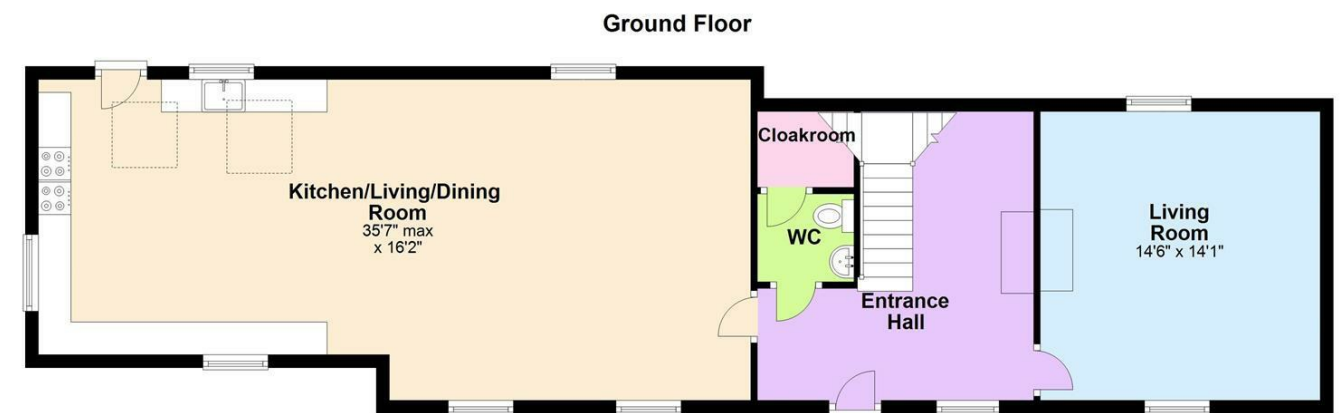 Ground Floor
Cloakroom
Kitchen/Living/Dining
Room
35'7" max
x 16'2"
WC
Living
Room
14'6" x 14'1"
Entrance
Hall